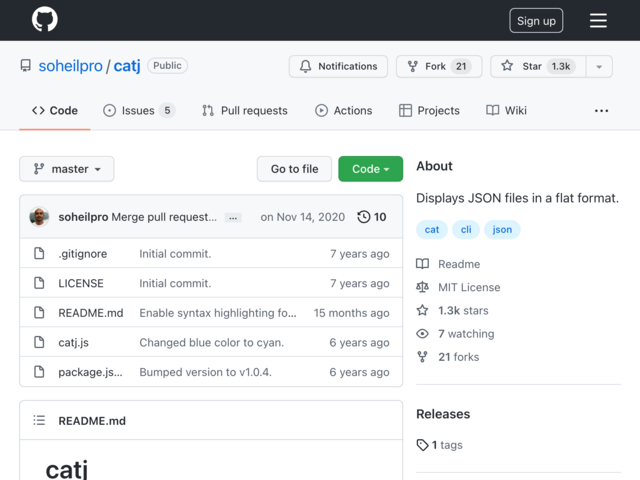 Sign up
soheilpro / catj Public
Notifications Fork 21 Star 1.3k
Code Issues 5 Pull requests Actions Projects Wiki ...
master Go to file Code
soheilpro Merge pull request... ... on Nov 14, 2020 10
.gitignore Initial commit. 7 years ago
LICENSE Initial commit. 7 years ago
README.md Enable syntax highlighting fo... 15 months ago
catj.js Changed blue color to cyan. 6 years ago
package.js... Bumped version to v1.0.4. 6 years ago
README.md
catj
About
Displays JSON files in a flat format.
cat cli json
Readme
MIT License
1.3k stars
7 watching
21 forks
Releases
1 tags